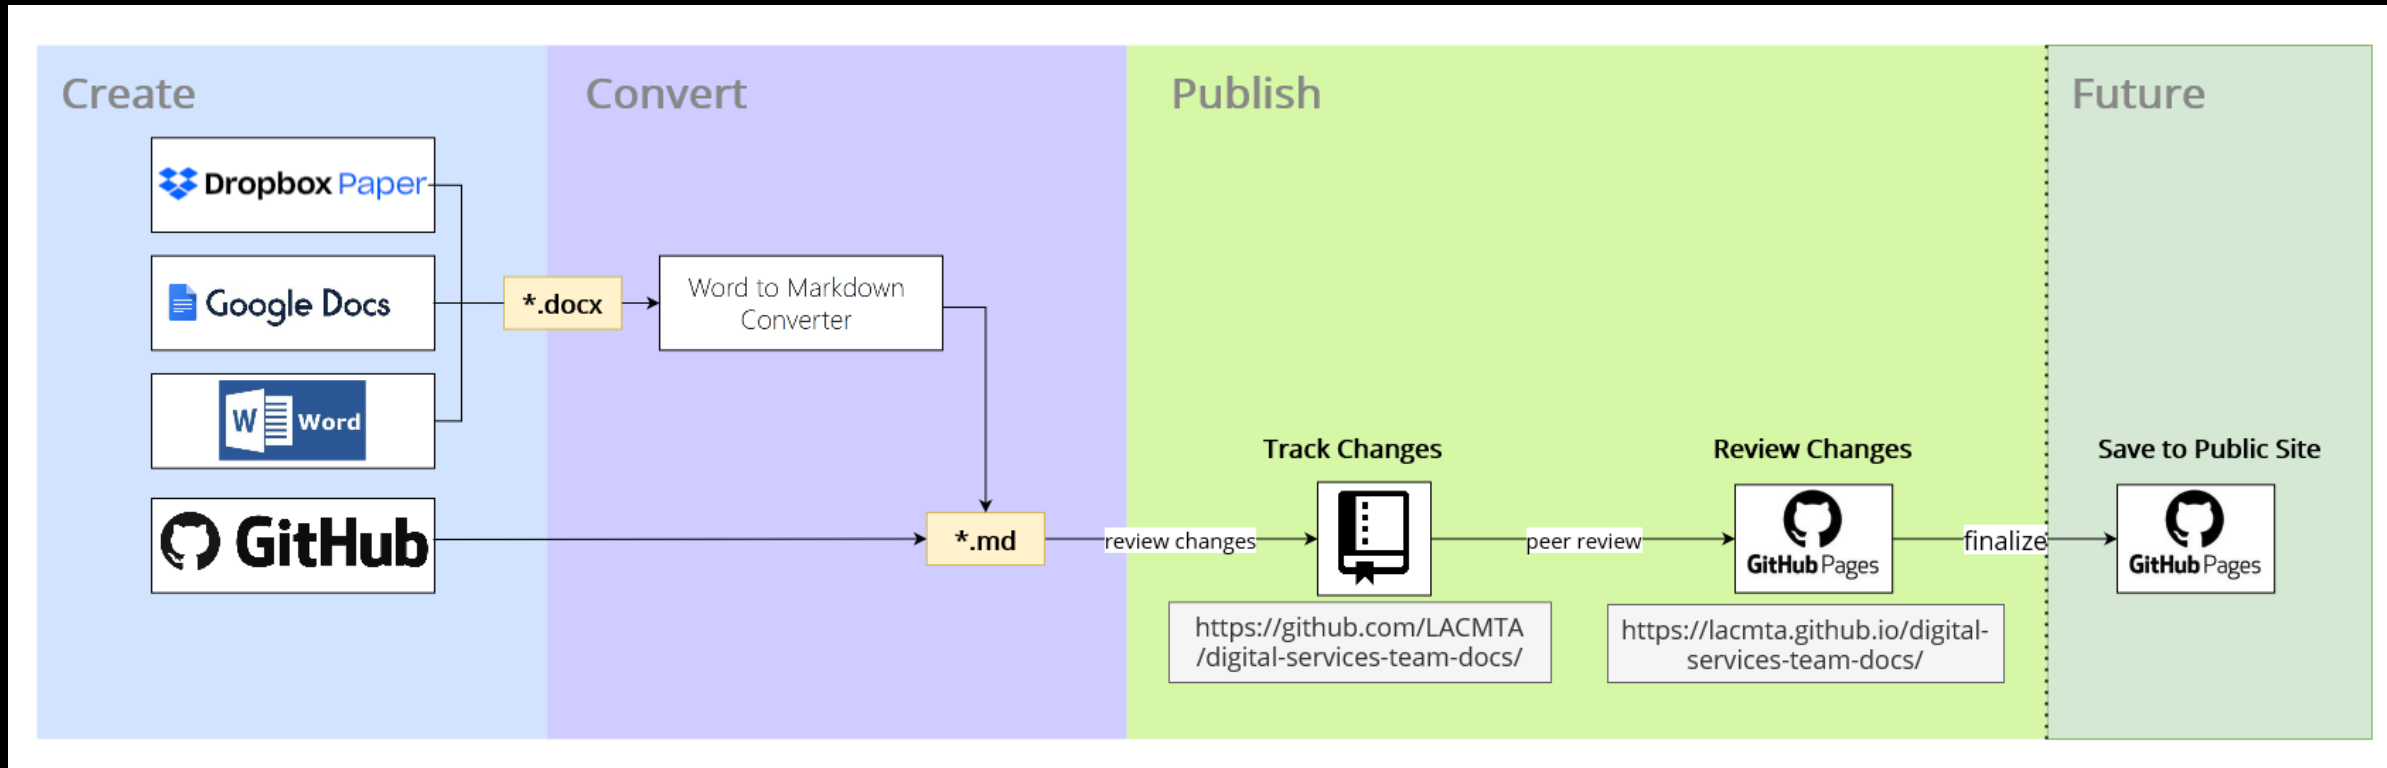 Create
Convert
Publish
Future
Dropbox Paper
Google Docs
W Word
GitHub
*.docx
Word to Markdown
Converter
*.md
review changes
Track Changes
https://github.com/LACMTA
/digital-services-team-docs/
peer review
Review Changes
GitHub Pages
https://lacmta.github.io/digital-
services-team-docs/
finalize
Save to Public Site
GitHub Pages